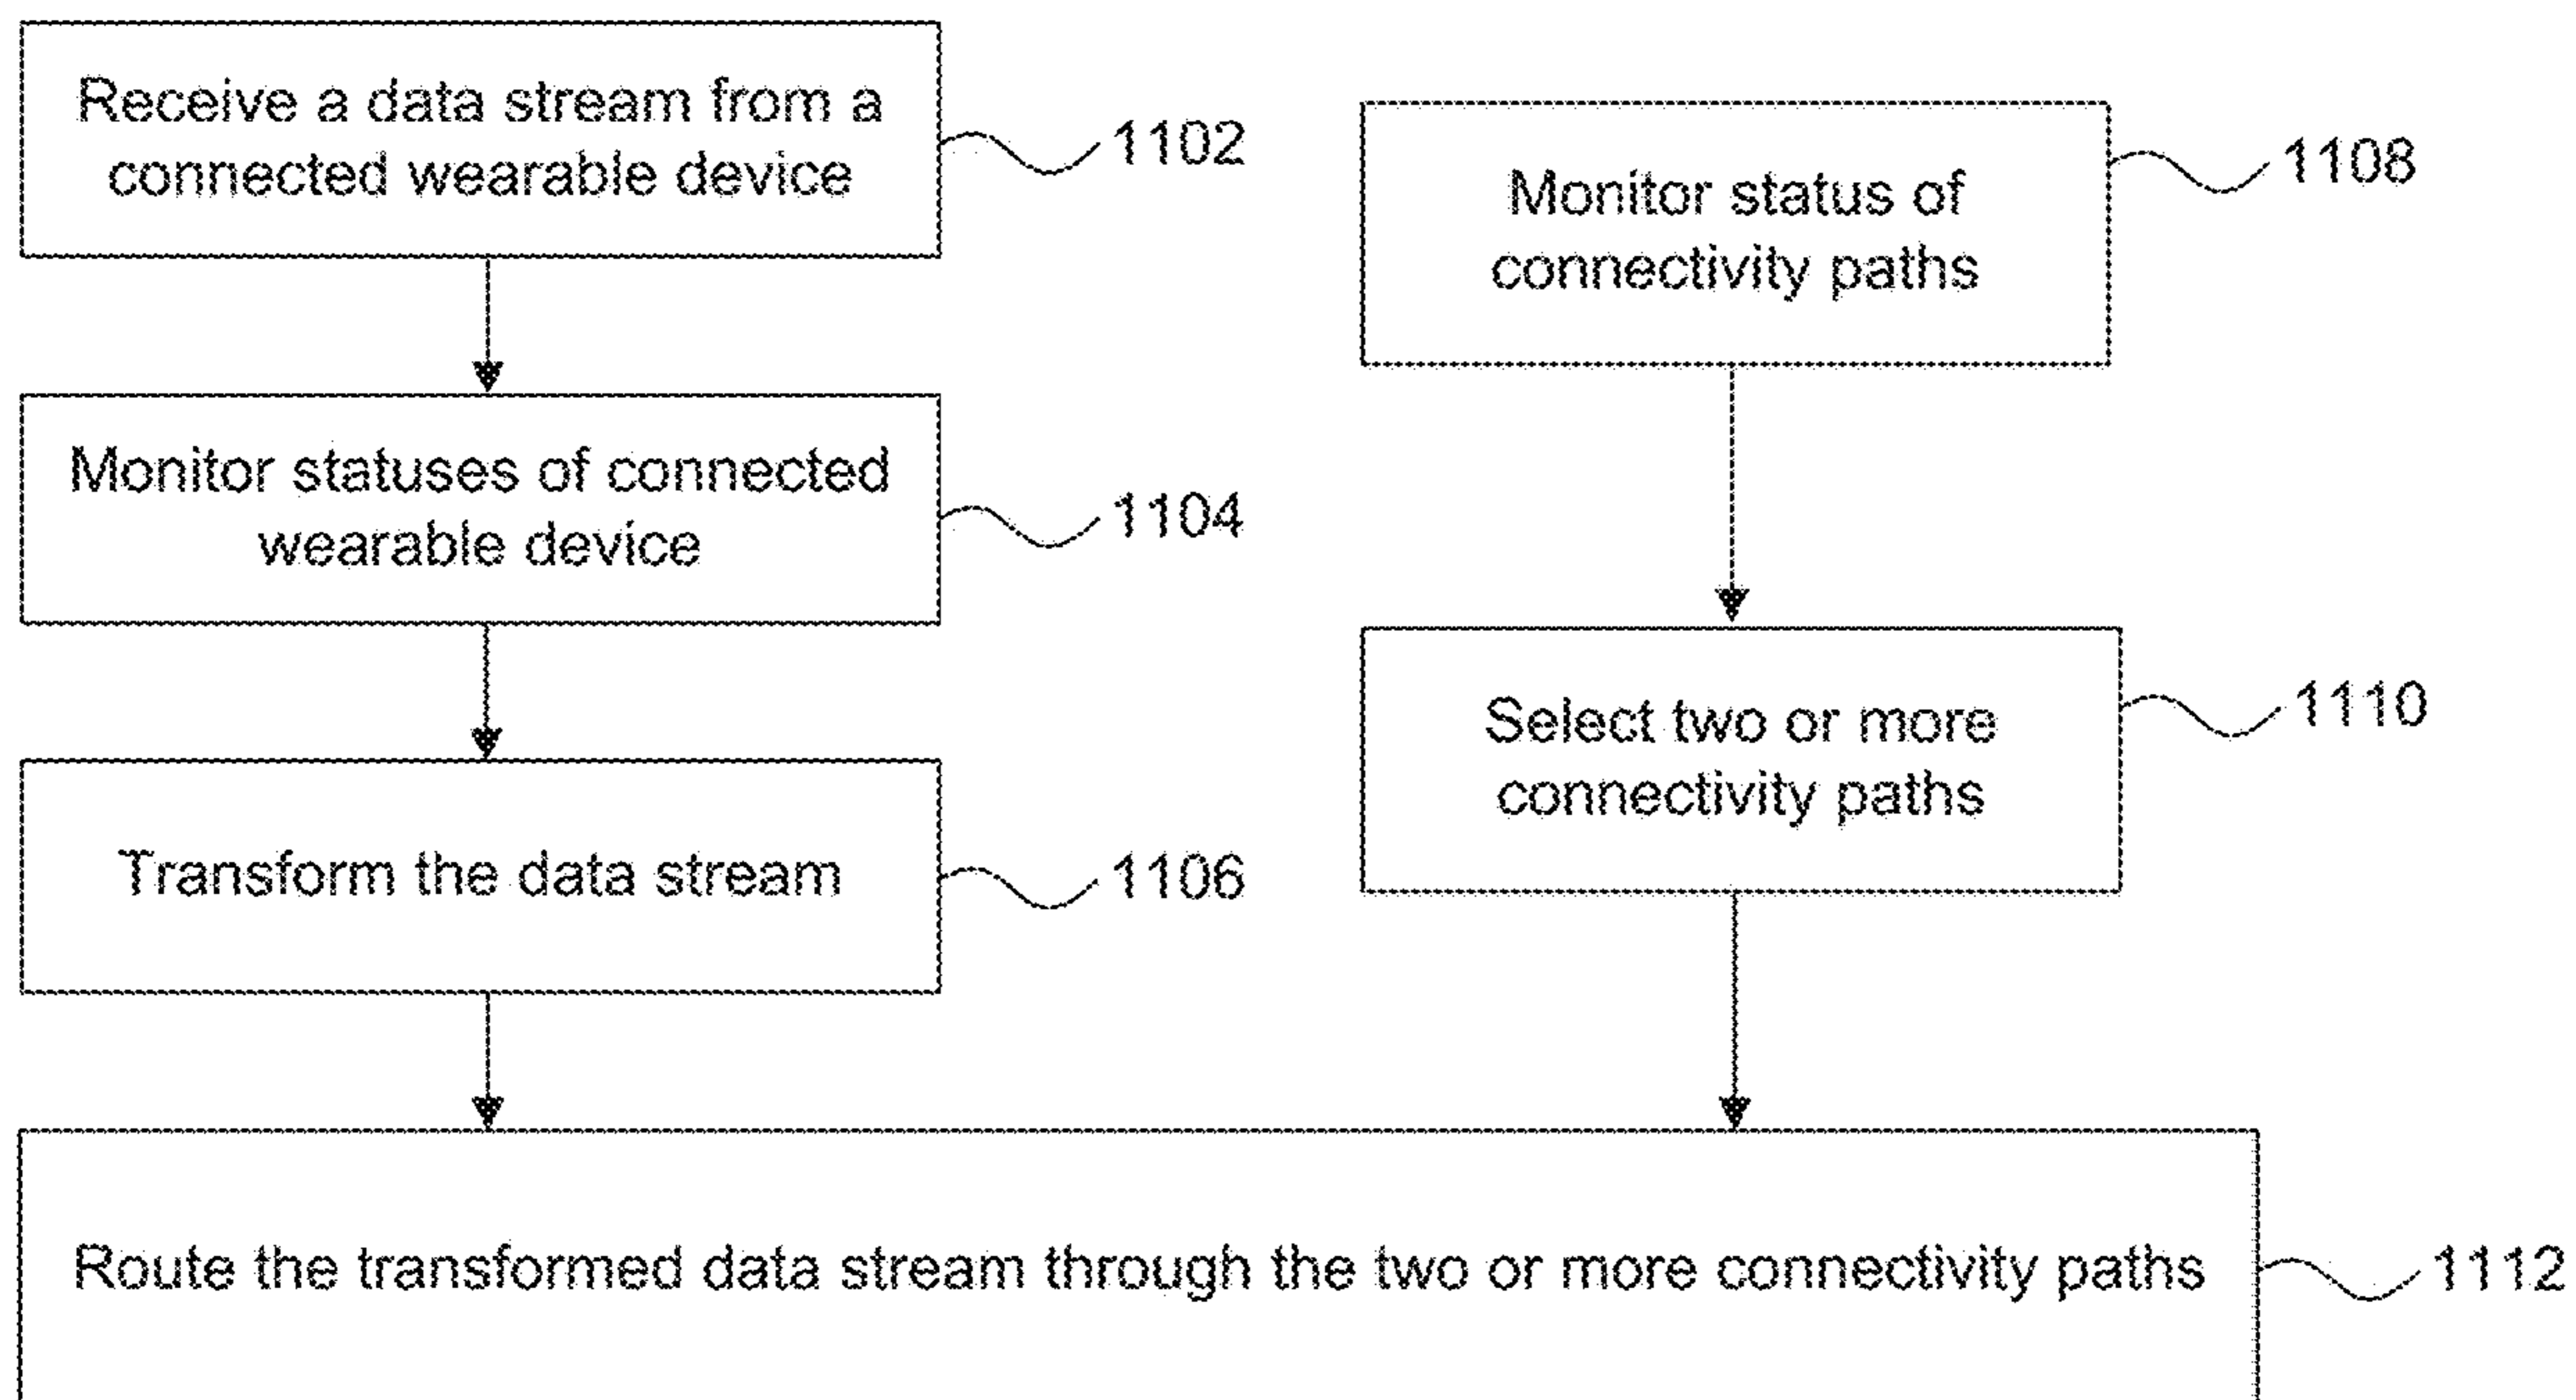 Receive a data stream from a
connected wearable device
1102
Monitor statuses of connected
wearable device
1104
Transform the data stream
1106
Monitor status of
connectivity paths
1108
Select two or more
connectivity paths
1110
Route the transformed data stream through the two or more connectivity paths
1112